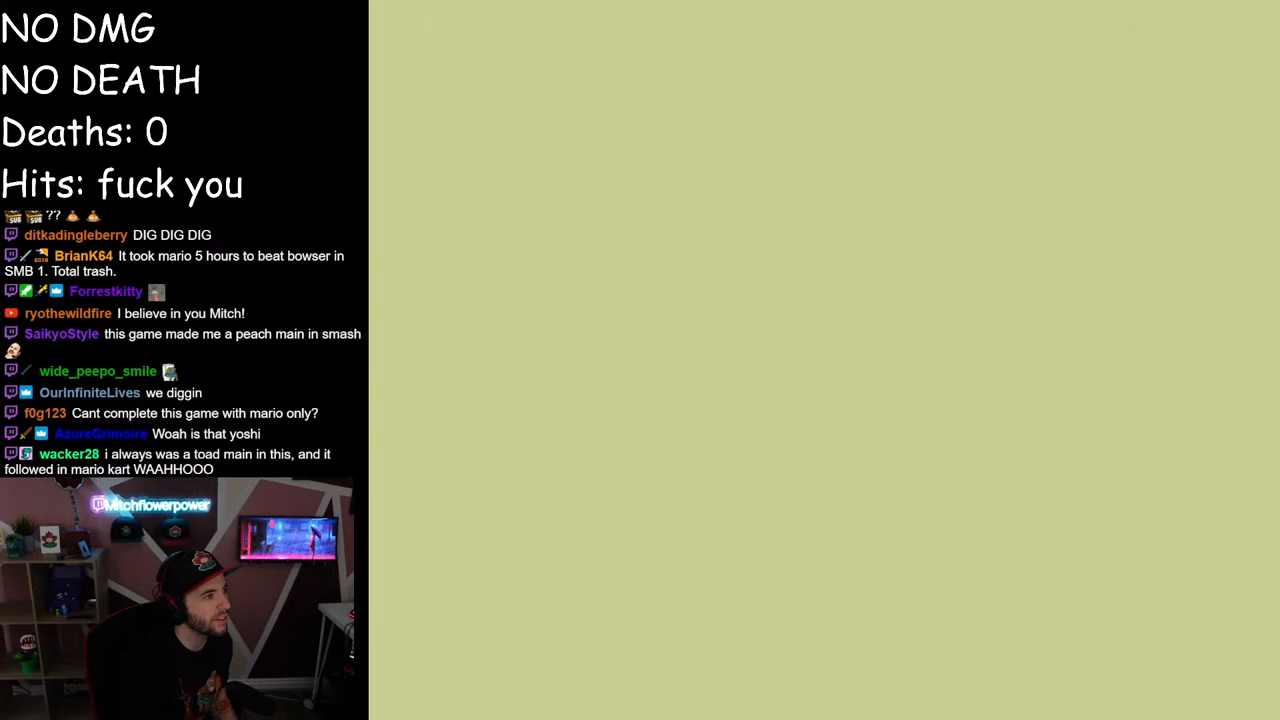 NO DMG
NO DEATH
Deaths: 0
Hits: fuck you
SUB SUB ??
ditkadingleberry DIG DIG DIG
2019 BrianK64 It took mario 5 hours to beat bowser in
SMB 1. Total trash.
Forrestkitty
ryothewildfire I believe in you Mitch!
SaikyoStyle this game made me a peach main in smash
wide_peepo_smile
OurInfiniteLives we diggin
f0g123 Cant complete this game with mario only?
AzureGrimoire Woah is that yoshi
wacker28 i always was a toad main in this, and it
followed in mario kart WAAHHOOO
Mitchflowerpower